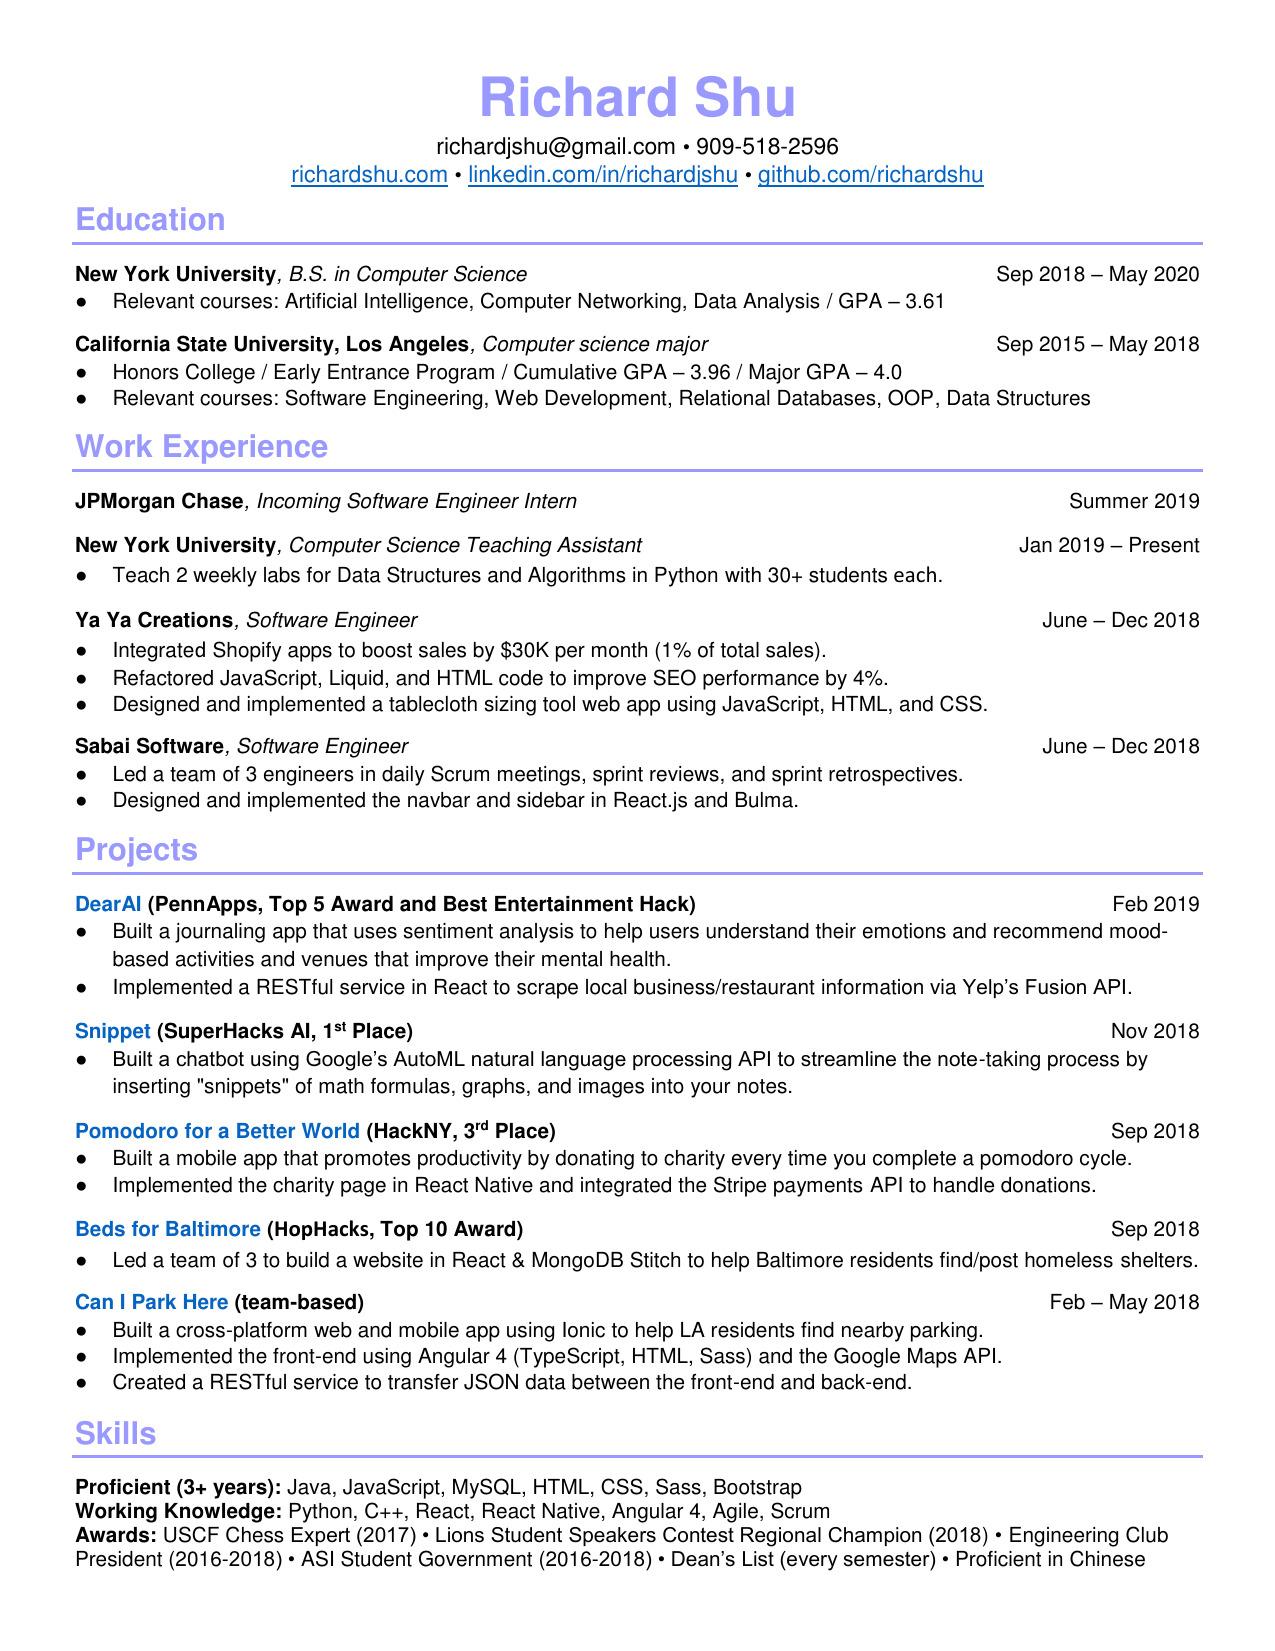 Richard Shu
richardjshu@gmail.com • 909-518-2596
richardshu.com • linkedin.com/in/richardjshu • github.com/richardshu
Education
New York University, B.S. in Computer Science Sep 2018 – May 2020
● Relevant courses: Artificial Intelligence, Computer Networking, Data Analysis / GPA – 3.61
California State University, Los Angeles, Computer science major Sep 2015 – May 2018
● Honors College / Early Entrance Program / Cumulative GPA – 3.96 / Major GPA – 4.0
● Relevant courses: Software Engineering, Web Development, Relational Databases, OOP, Data Structures
Work Experience
JPMorgan Chase, Incoming Software Engineer Intern Summer 2019
New York University, Computer Science Teaching Assistant Jan 2019 – Present
● Teach 2 weekly labs for Data Structures and Algorithms in Python with 30+ students each.
Ya Ya Creations, Software Engineer June – Dec 2018
● Integrated Shopify apps to boost sales by $30K per month (1% of total sales).
● Refactored JavaScript, Liquid, and HTML code to improve SEO performance by 4%.
● Designed and implemented a tablecloth sizing tool web app using JavaScript, HTML, and CSS.
Sabai Software, Software Engineer June – Dec 2018
● Led a team of 3 engineers in daily Scrum meetings, sprint reviews, and sprint retrospectives.
● Designed and implemented the navbar and sidebar in React.js and Bulma.
Projects
DearAI (PennApps, Top 5 Award and Best Entertainment Hack) Feb 2019
● Built a journaling app that uses sentiment analysis to help users understand their emotions and recommend mood-
based activities and venues that improve their mental health.
● Implemented a RESTful service in React to scrape local business/restaurant information via Yelp’s Fusion API.
Snippet (SuperHacks AI, 1st Place) Nov 2018
● Built a chatbot using Google’s AutoML natural language processing API to streamline the note-taking process by
inserting "snippets" of math formulas, graphs, and images into your notes.
Pomodoro for a Better World (HackNY, 3rd Place) Sep 2018
● Built a mobile app that promotes productivity by donating to charity every time you complete a pomodoro cycle.
● Implemented the charity page in React Native and integrated the Stripe payments API to handle donations.
Beds for Baltimore (HopHacks, Top 10 Award) Sep 2018
● Led a team of 3 to build a website in React & MongoDB Stitch to help Baltimore residents find/post homeless shelters.
Can I Park Here (team-based) Feb – May 2018
● Built a cross-platform web and mobile app using Ionic to help LA residents find nearby parking.
● Implemented the front-end using Angular 4 (TypeScript, HTML, Sass) and the Google Maps API.
● Created a RESTful service to transfer JSON data between the front-end and back-end.
Skills
Proficient (3+ years): Java, JavaScript, MySQL, HTML, CSS, Sass, Bootstrap
Working Knowledge: Python, C++, React, React Native, Angular 4, Agile, Scrum
Awards: USCF Chess Expert (2017) • Lions Student Speakers Contest Regional Champion (2018) • Engineering Club
President (2016-2018) • ASI Student Government (2016-2018) • Dean’s List (every semester) • Proficient in Chinese